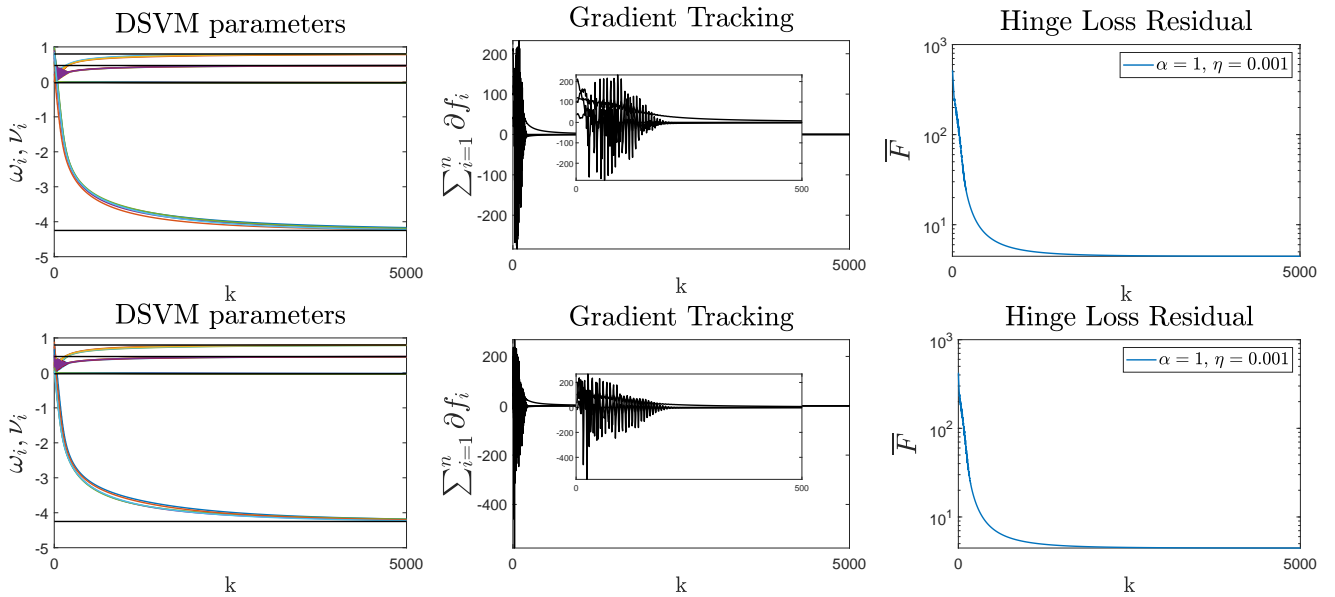 DSVM parameters
1
0
-1
-2
-3
-4
-5
ω_i, ν_i
0
5000
k
Gradient Tracking
200
100
0
-100
-200
∑_{i=1}^{n} ∂f_i
200
100
0
-100
-200
0
500
0
5000
k
Hinge Loss Residual
10^3
10^2
10^1
F̅
α = 1, η = 0.001
0
5000
k
DSVM parameters
1
0
-1
-2
-3
-4
-5
ω_i, ν_i
0
5000
k
Gradient Tracking
200
0
-200
-400
∑_{i=1}^{n} ∂f_i
200
0
-200
-400
0
500
0
5000
k
Hinge Loss Residual
10^3
10^2
10^1
F̅
α = 1, η = 0.001
0
5000
k